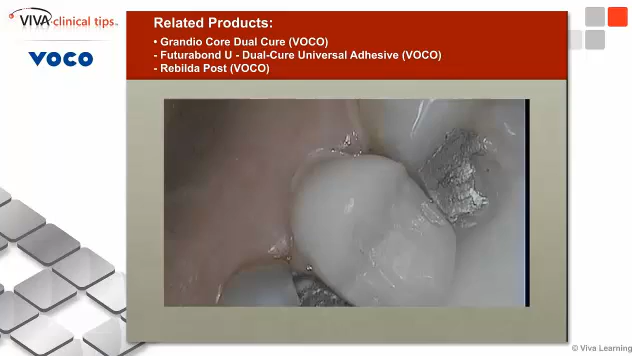 VIVA clinical tips™
VOCO
Related Products:
• Grandio Core Dual Cure (VOCO)
- Futurabond U - Dual-Cure Universal Adhesive (VOCO)
- Rebilda Post (VOCO)
© Viva Learning